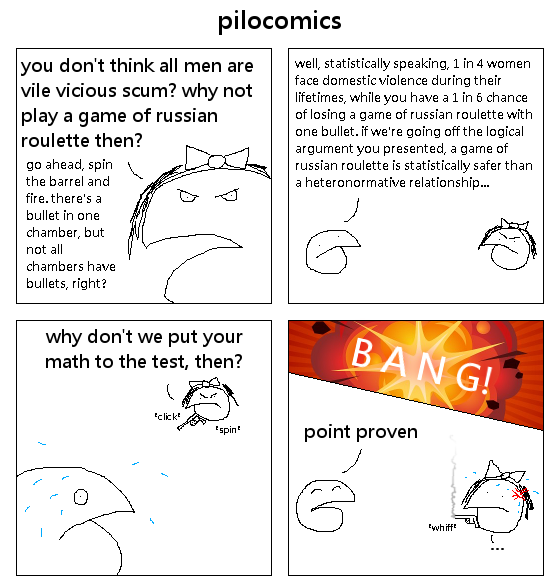 pilocomics
you don't think all men are
vile vicious scum? why not
play a game of russian
roulette then?
go ahead, spin
the barrel and
fire. there's a
bullet in one
chamber, but
not all
chambers have
bullets, right?
well, statistically speaking, 1 in 4 women
face domestic violence during their
lifetimes, while you have a 1 in 6 chance
of losing a game of russian roulette with
one bullet. if we're going off the logical
argument you presented, a game of
russian roulette is statistically safer than
a heteronormative relationship...
why don't we put your
math to the test, then?
*click*
*spin*
BANG!
point proven
*whiff*
...